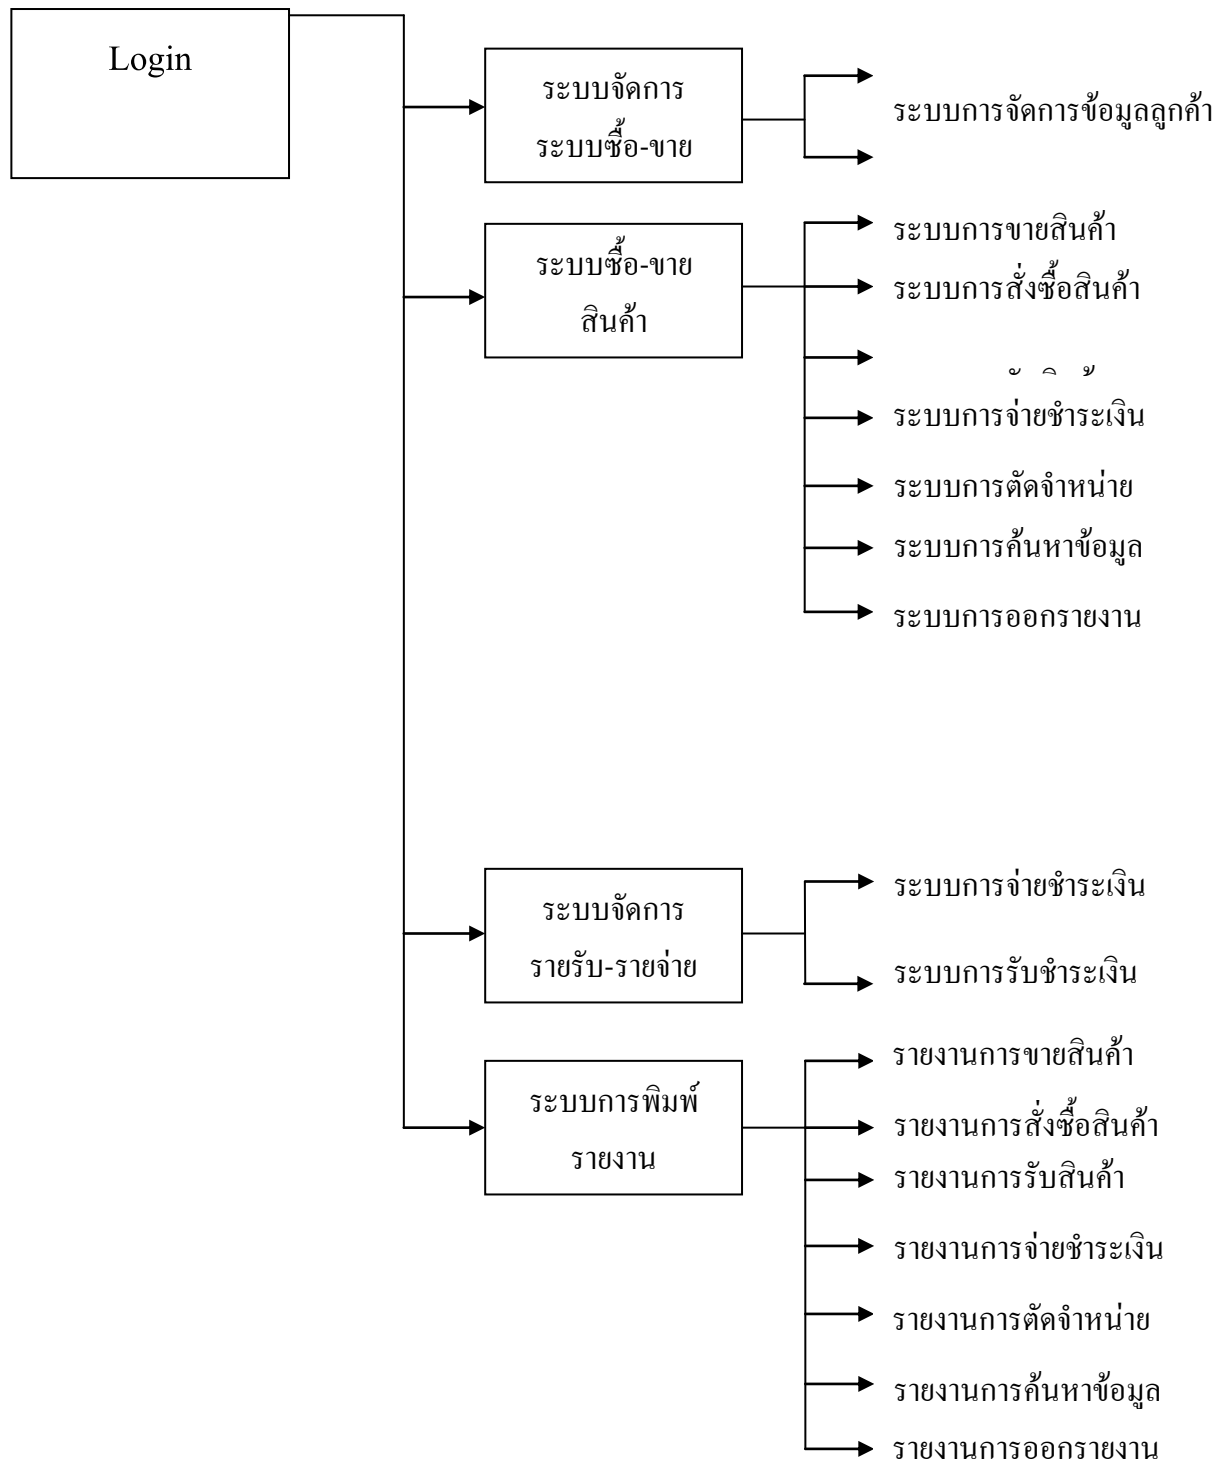 Login
ระบบจัดการ
ระบบซื้อ-ขาย
ระบบการจัดการข้อมูลลูกค้า
ระบบซื้อ-ขาย
สินค้า
ระบบการขายสินค้า
ระบบการสั่งซื้อสินค้า
ระบบการจ่ายชำระเงิน
ระบบการตัดจำหน่าย
ระบบการค้นหาข้อมูล
ระบบการออกรายงาน
ระบบจัดการ
รายรับ-รายจ่าย
ระบบการจ่ายชำระเงิน
ระบบการรับชำระเงิน
ระบบการพิมพ์
รายงาน
รายงานการขายสินค้า
รายงานการสั่งซื้อสินค้า
รายงานการรับสินค้า
รายงานการจ่ายชำระเงิน
รายงานการตัดจำหน่าย
รายงานการค้นหาข้อมูล
รายงานการออกรายงาน